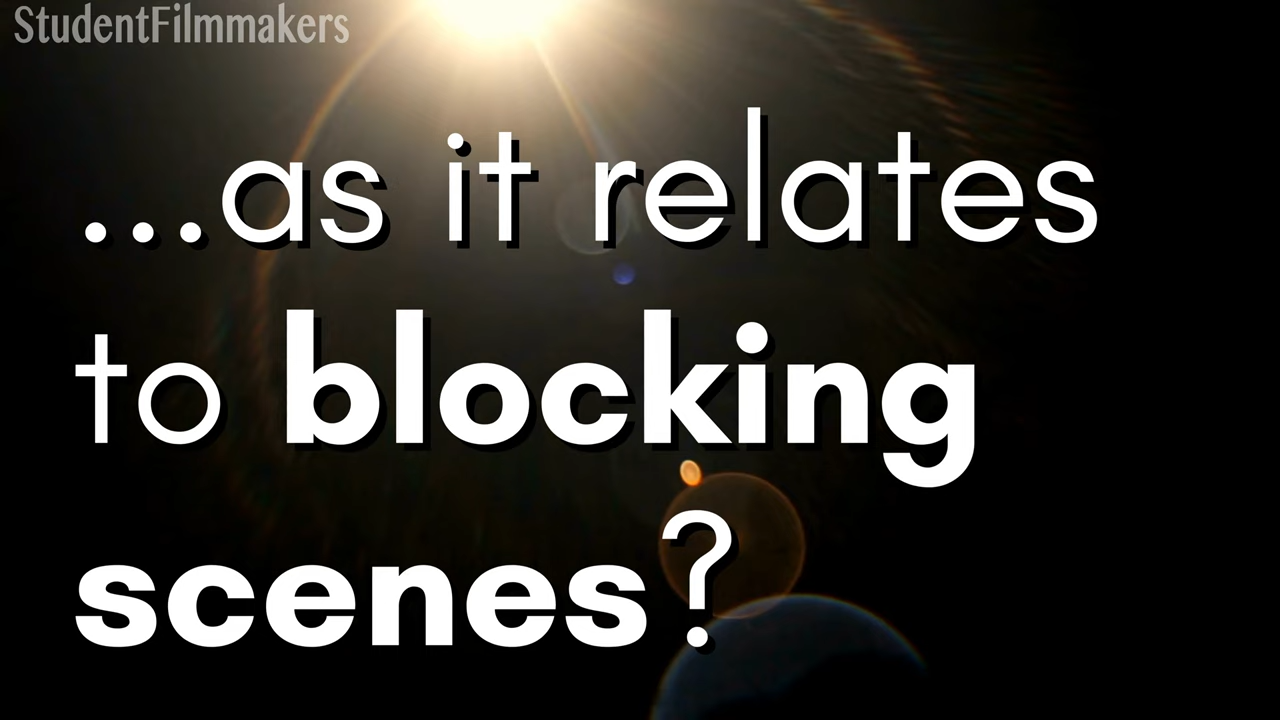 StudentFilmmakers
...as it relates
to blocking
scenes?